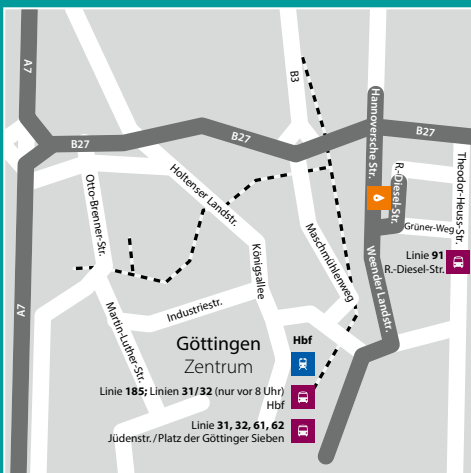 A7
B3
B27
B27
B27
Hannoversche Str.
R.-Diesel-Str.
Theodor-Heuss-Str.
Otto-Brenner-Str.
Holtenser Landstr.
Grüner-Weg
Maschmühlenweg
Königsallee
Weender Landstr.
Linie 91
R.-Diesel-Str.
A7
Martin-Luther-Str.
Industriestr.
Göttingen
Zentrum
Hbf
Linie 185; Linien 31/32 (nur vor 8 Uhr)
Hbf
Linie 31, 32, 61, 62
Jüdenstr./Platz der Göttinger Sieben